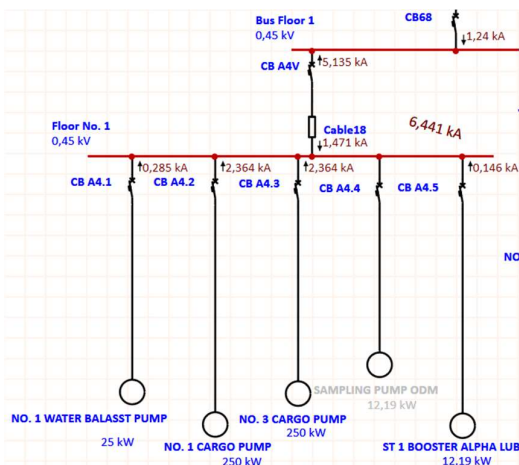 Bus Floor 1
0,45 kV
CB68
↓1,24 kA
CB A4V
↑5,135 kA
Cable18
↓1,471 kA
6,441 kA
Floor No. 1
0,45 kV
↑0,285 kA
↑2,364 kA
↑2,364 kA
↑0,146 kA
CB A4.1
CB A4.2
CB A4.3
CB A4.4
CB A4.5
NO
SAMPLING PUMP ODM
12,19 kW
NO. 1 WATER BALASST PUMP
25 kW
NO. 3 CARGO PUMP
250 kW
NO. 1 CARGO PUMP
250 kW
ST 1 BOOSTER ALPHA LUB
12,19 kW